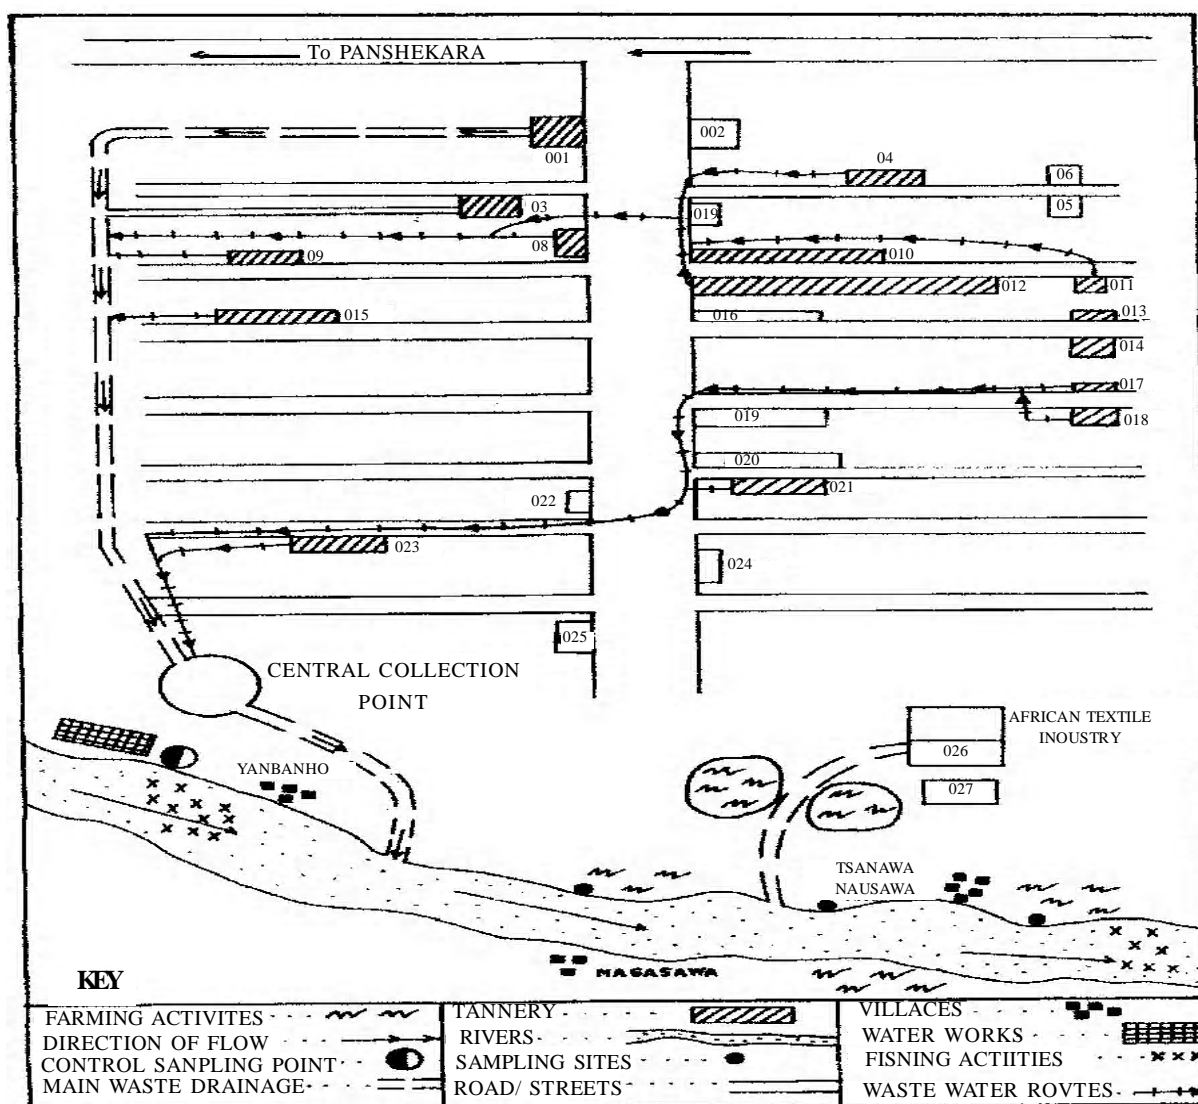 To PANSHEKARA
001
002
04
06
03
019
05
08
09
010
012
011
015
016
013
014
017
019
018
020
022
021
023
024
025
CENTRAL COLLECTION
POINT
AFRICAN TEXTILE
INOUSTRY
026
YANBANHO
027
TSANAWA
NAUSAWA
MAGASAWA
KEY
FARMING ACTIVITES
DIRECTION OF FLOW
CONTROL SANPLING POINT
MAIN WASTE DRAINAGE
TANNERY
RIVERS
SAMPLING SITES
ROAD/ STREETS
VILLACES
WATER WORKS
FISNING ACTIITIES
WASTE WATER ROVTES